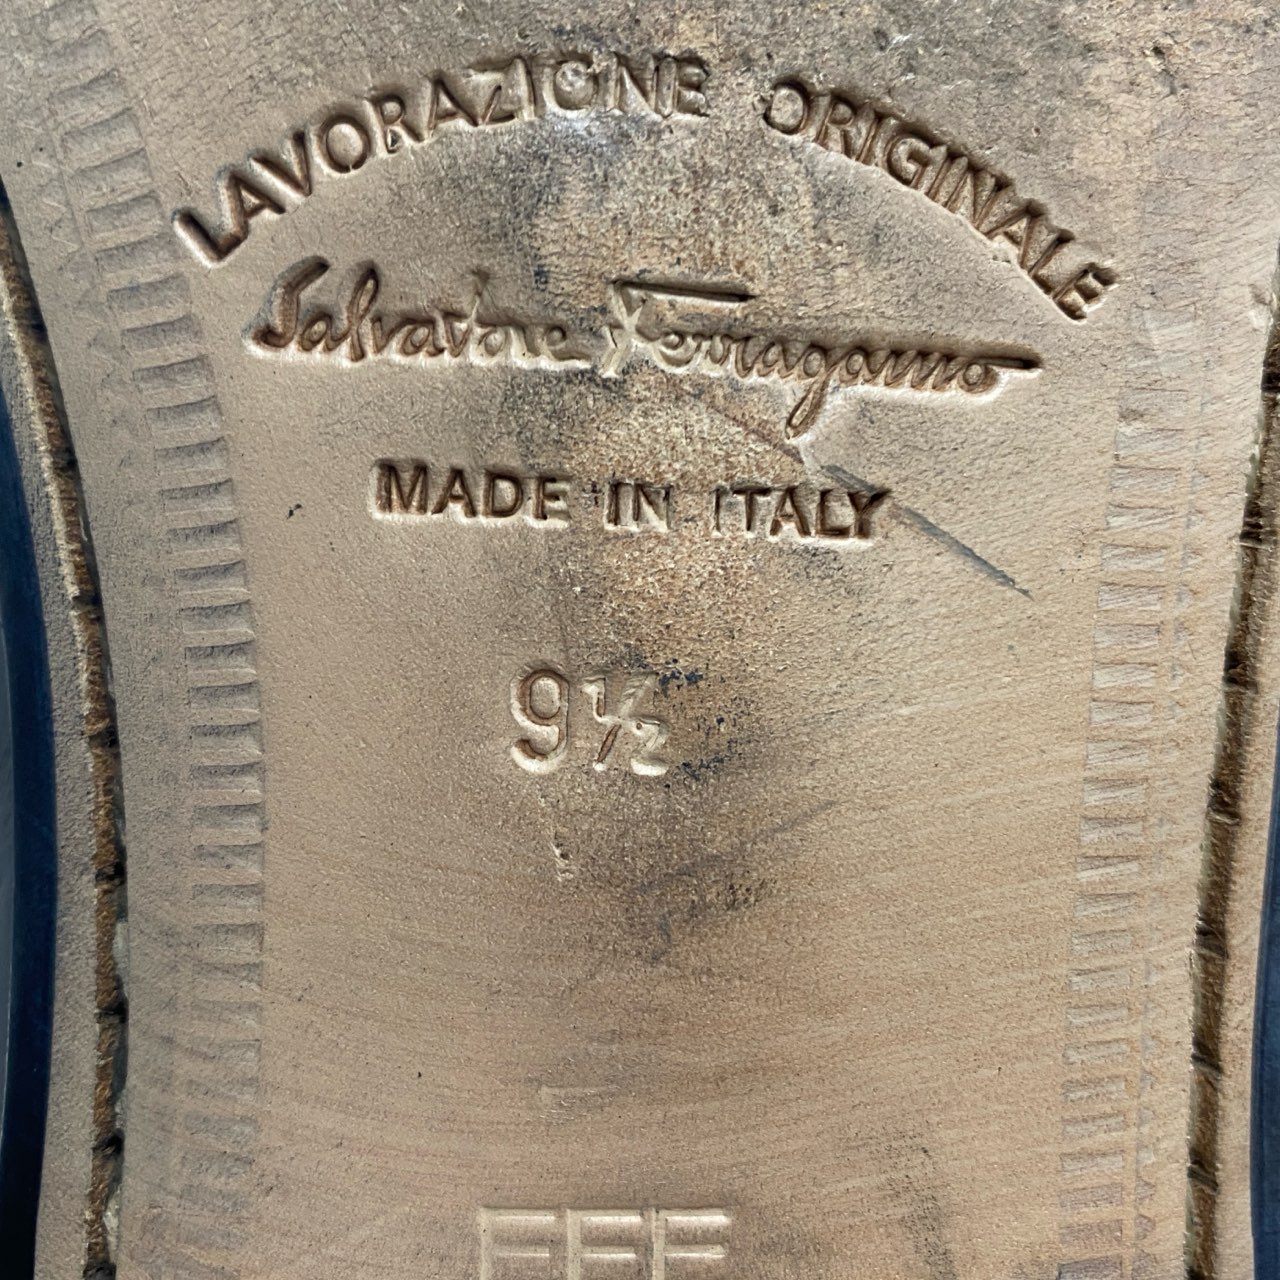 LAVORAZIONE ORIGINALE
Salvatore Ferragamo
MADE IN ITALY
9½
EEE